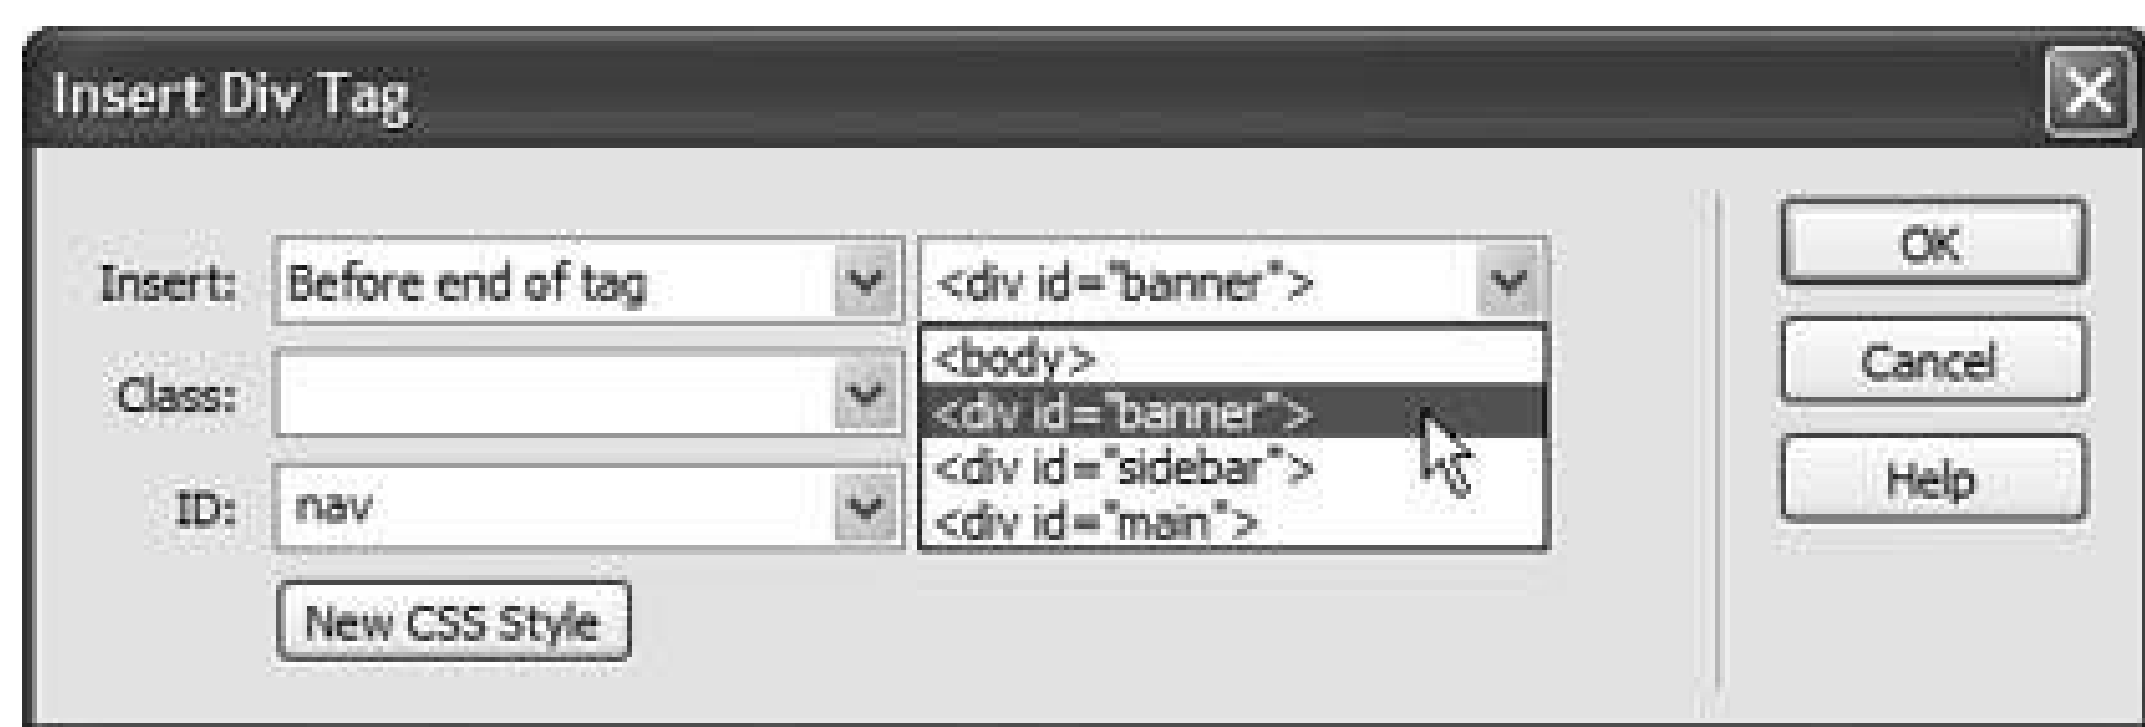 Insert Div Tag
Insert: Before end of tag <div id="banner">
<body>
<div id="banner">
<div id="sidebar">
<div id="main">
Class:
ID: nav
New CSS Style
OK
Cancel
Help